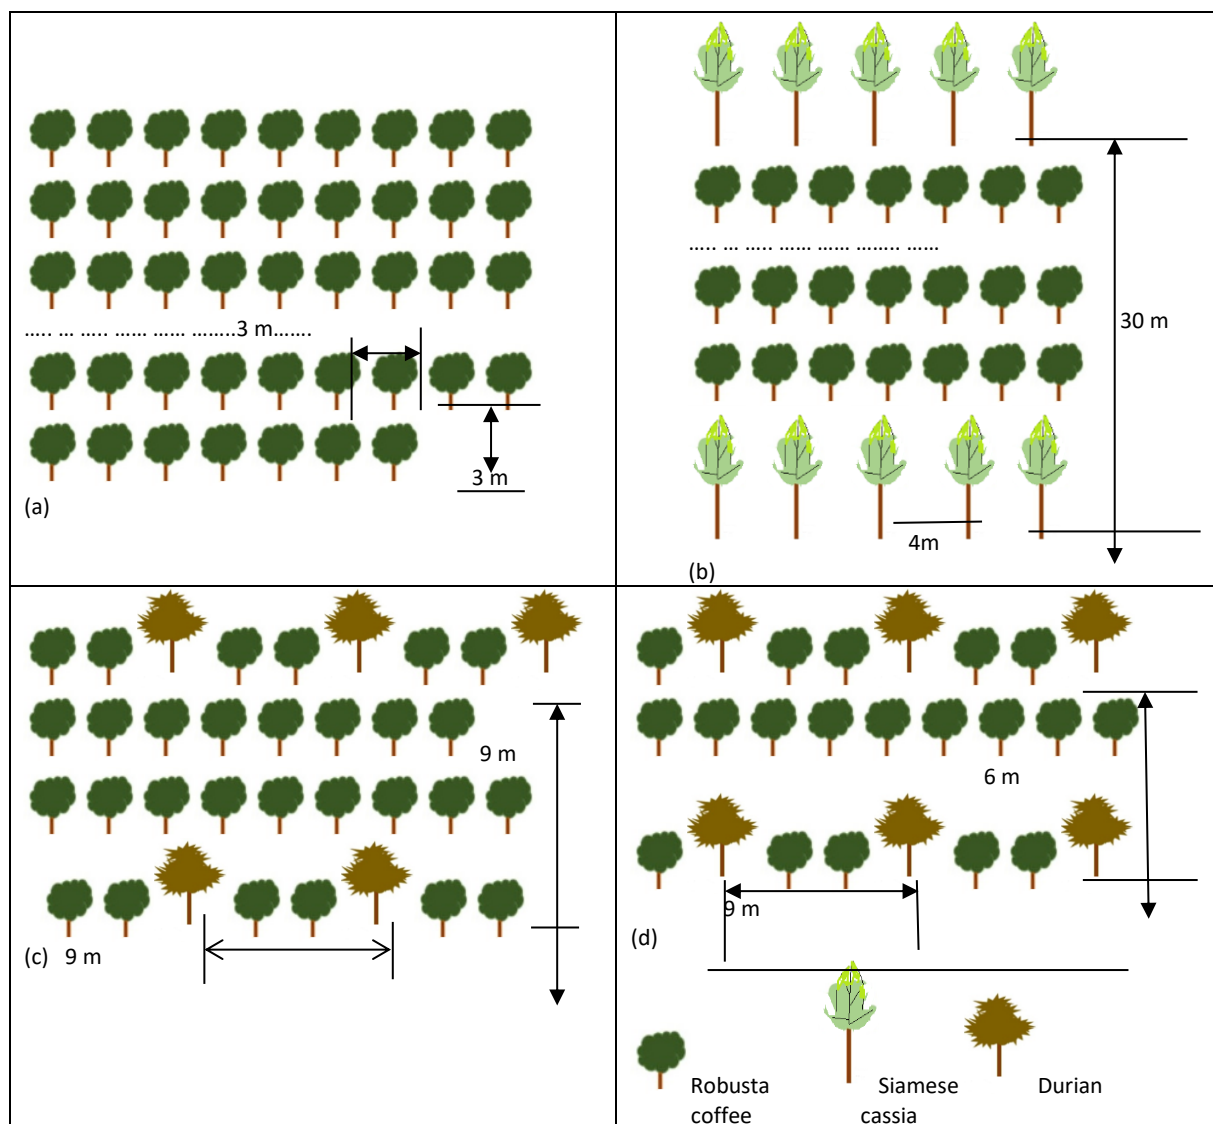 ….. … ….. …… …… ……..3 m…….
3 m
(a)
….. … ….. …… …… …….. ……
30 m
4m
(b)
9 m
(c) 9 m
6 m
9 m
(d)
Robusta coffee
Siamese cassia
Durian